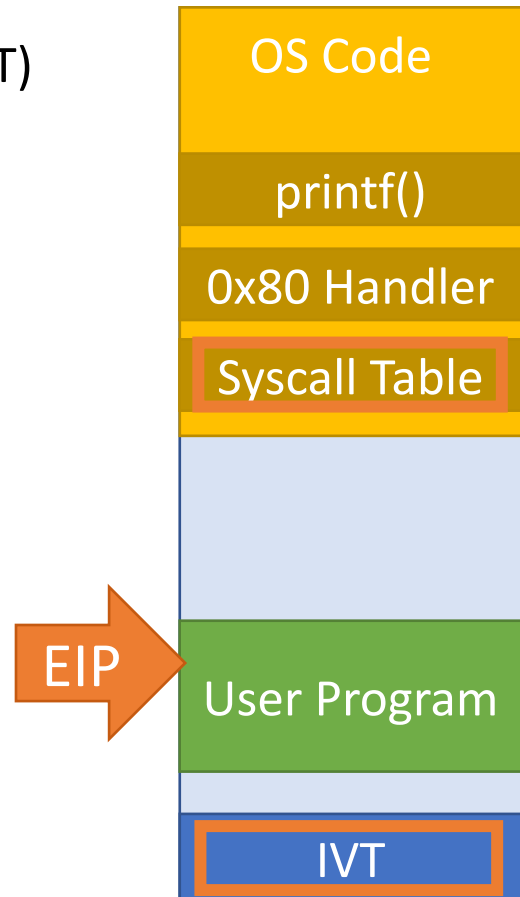 T)
OS Code
printf()
0x80 Handler
Syscall Table
EIP
User Program
IVT